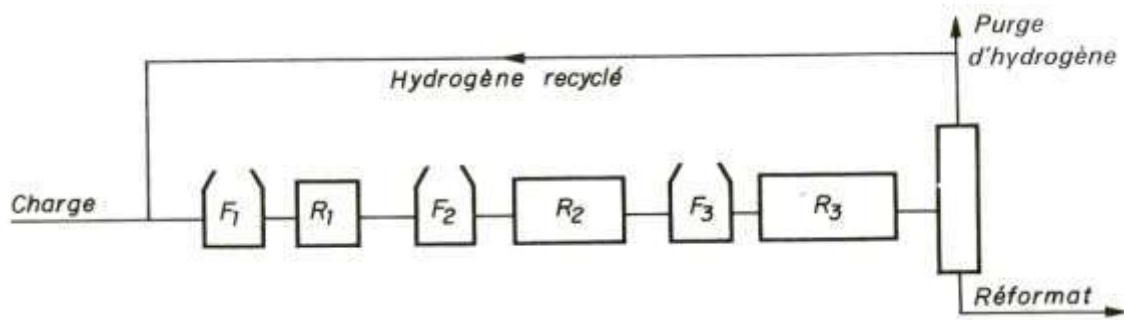 Purge
d'hydrogène
Hydrogène recyclé
Charge
F1
R1
F2
R2
F3
R3
Réformat